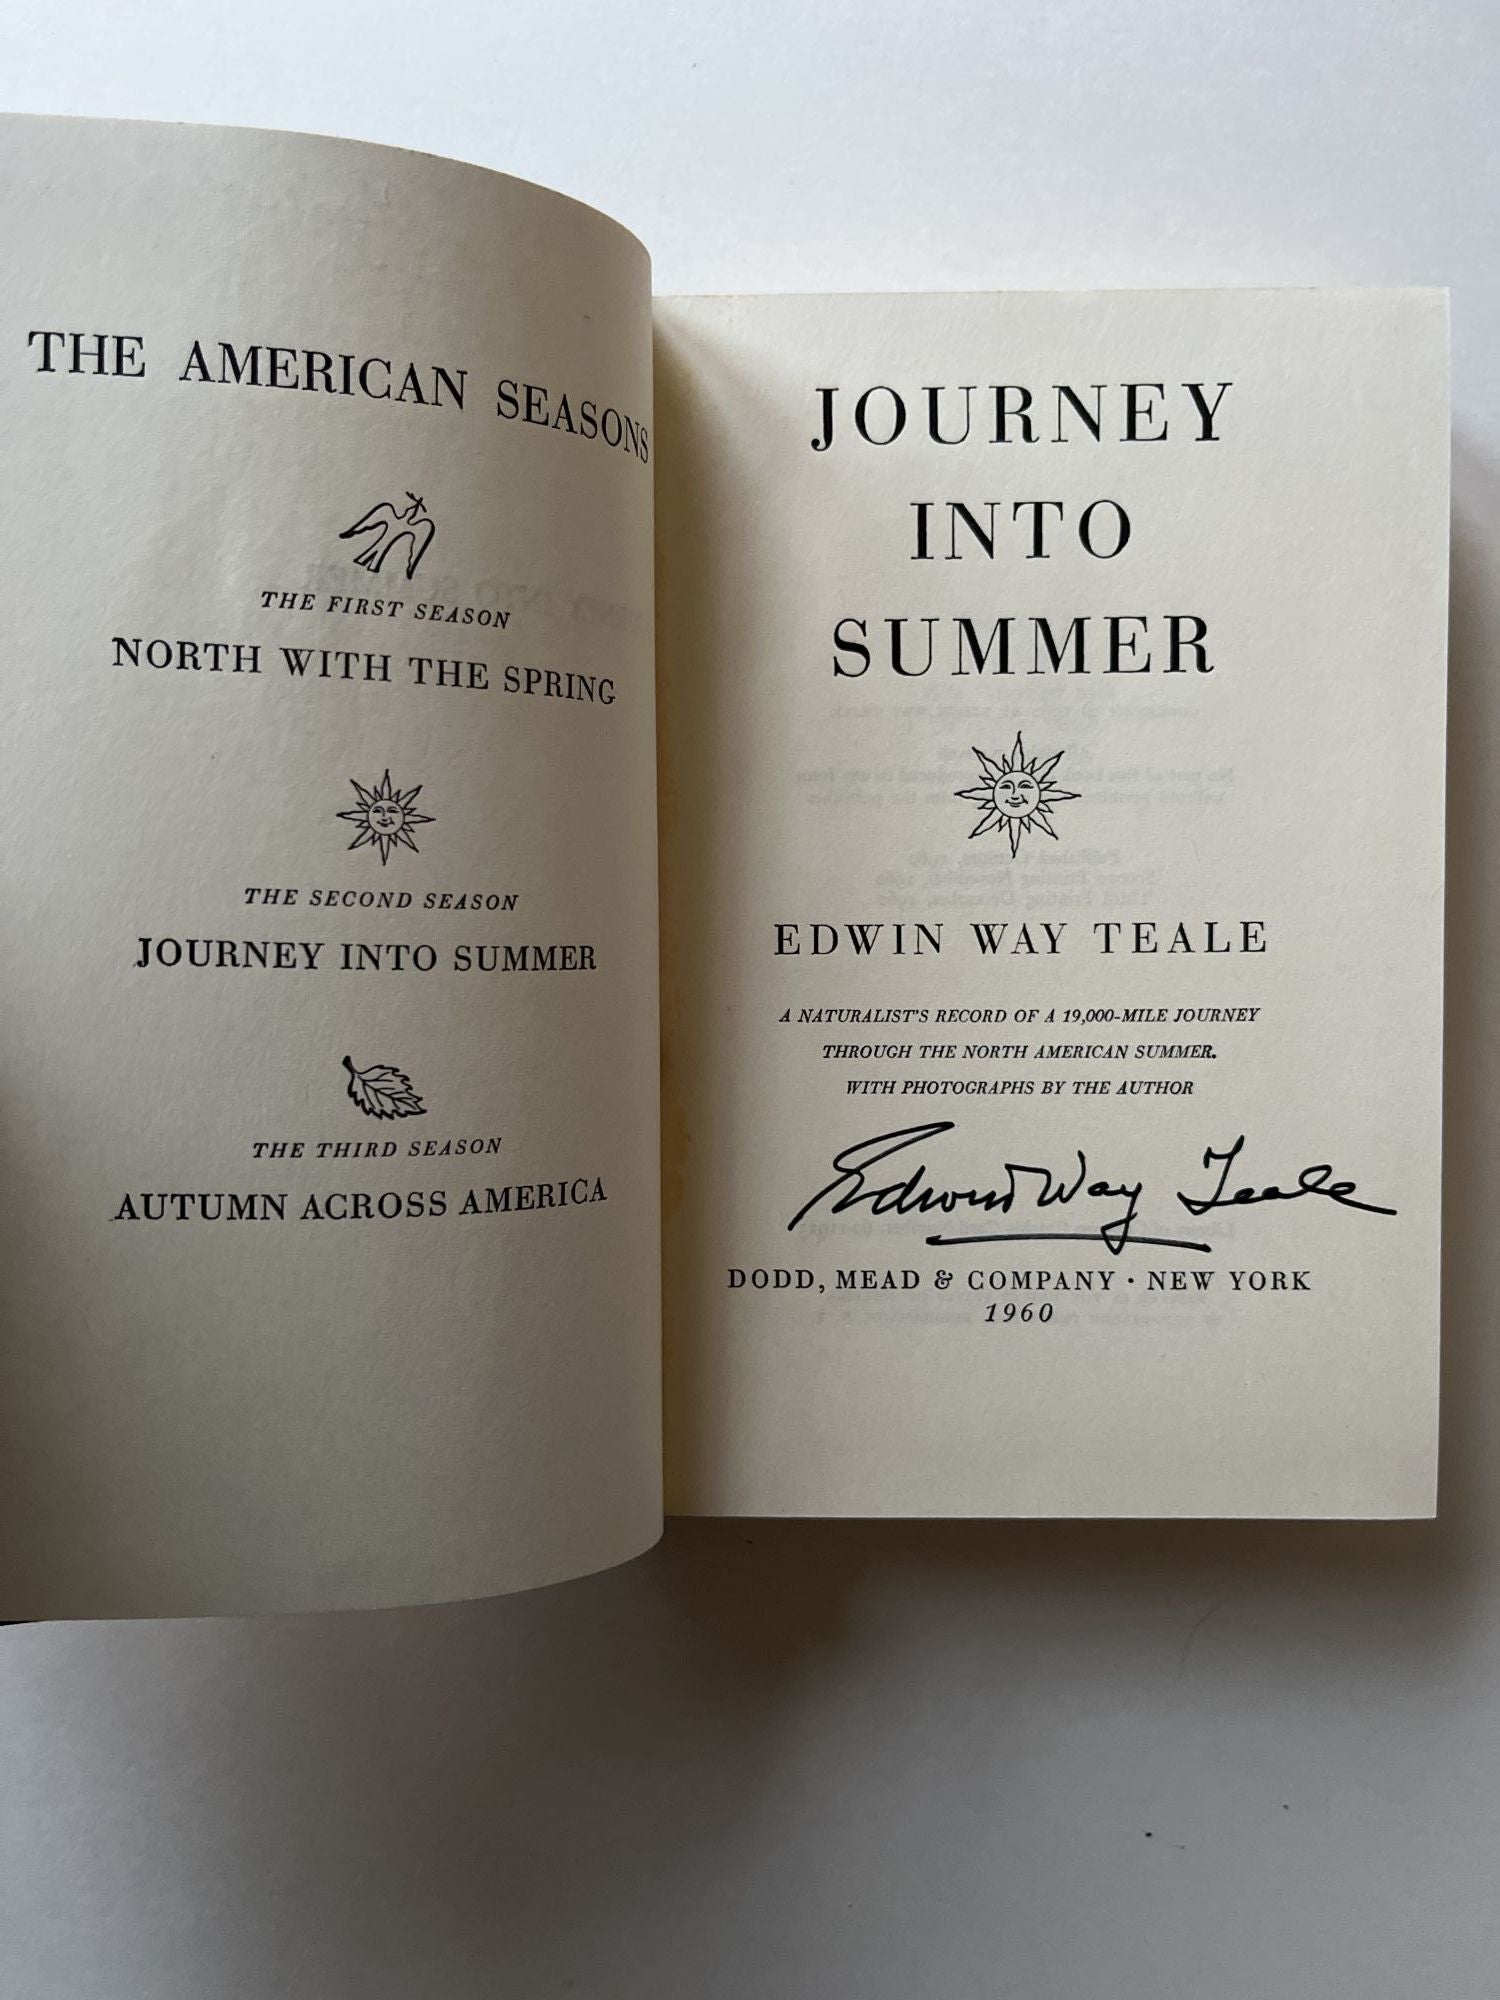 THE AMERICAN SEASONS
THE FIRST SEASON
NORTH WITH THE SPRING
THE SECOND SEASON
JOURNEY INTO SUMMER
THE THIRD SEASON
AUTUMN ACROSS AMERICA
JOURNEY
INTO
SUMMER
EDWIN WAY TEALE
A NATURALIST'S RECORD OF A 19,000-MILE JOURNEY
THROUGH THE NORTH AMERICAN SUMMER.
WITH PHOTOGRAPHS BY THE AUTHOR
Edwin Way Teale
DODD, MEAD & COMPANY · NEW YORK
1960